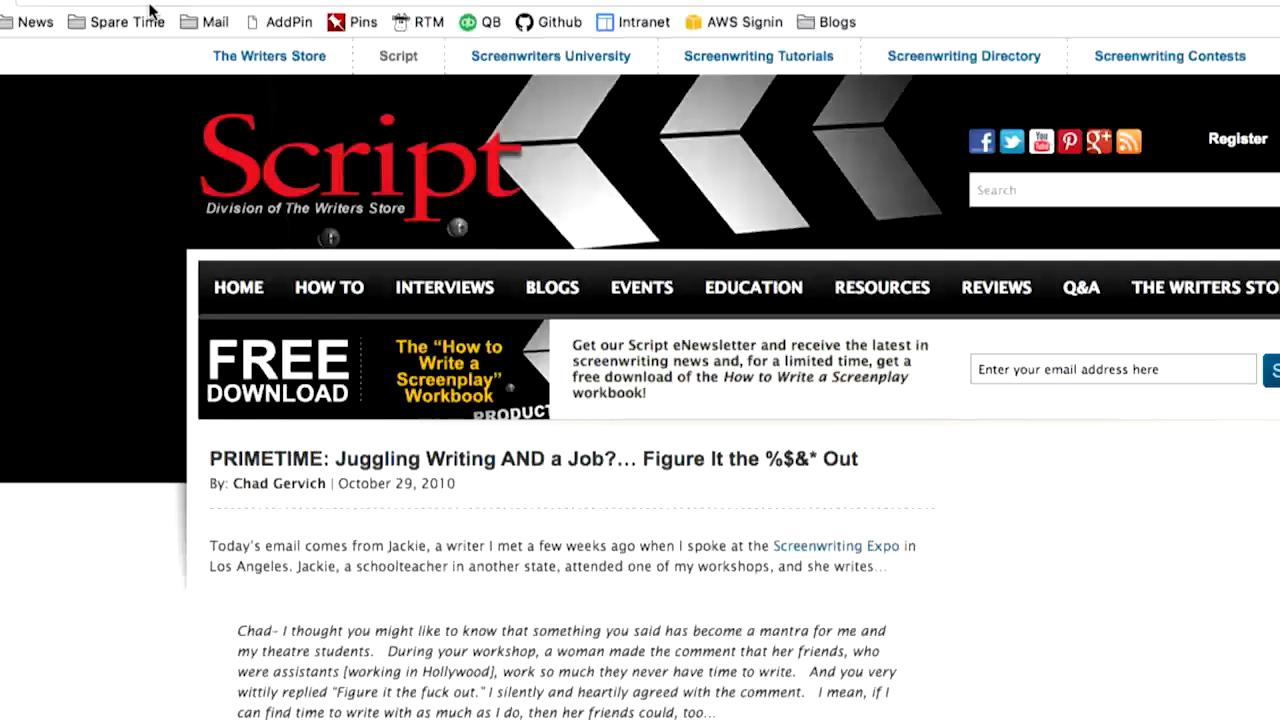 News Spare Time Mail AddPin Pins RTM QB Github Intranet AWS Signin Blogs
The Writers Store Script Screenwriters University Screenwriting Tutorials Screenwriting Directory Screenwriting Contests
Script
Division of The Writers Store
Register
Search
HOME HOW TO INTERVIEWS BLOGS EVENTS EDUCATION RESOURCES REVIEWS Q&A THE WRITERS STO
FREE
DOWNLOAD
The “How to
Write a
Screenplay”
Workbook
PRODUCT
Get our Script eNewsletter and receive the latest in
screenwriting news and, for a limited time, get a
free download of the How to Write a Screenplay
workbook!
Enter your email address here
S
PRIMETIME: Juggling Writing AND a Job?… Figure It the %$&* Out
By: Chad Gervich | October 29, 2010
Today’s email comes from Jackie, a writer I met a few weeks ago when I spoke at the Screenwriting Expo in
Los Angeles. Jackie, a schoolteacher in another state, attended one of my workshops, and she writes…
Chad– I thought you might like to know that something you said has become a mantra for me and
my theatre students. During your workshop, a woman made the comment that her friends, who
were assistants [working in Hollywood], work so much they never have time to write. And you very
wittily replied “Figure it the fuck out.” I silently and heartily agreed with the comment. I mean, if I
can find time to write with as much as I do, then her friends could, too…